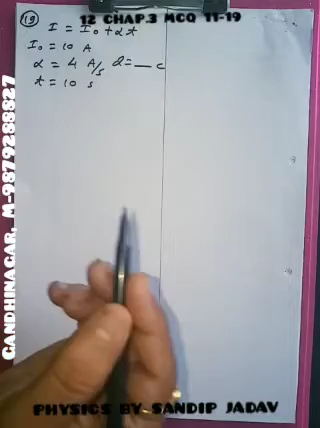 12 CHAP.3 MCQ 11-19
(19) I = I₀ + αt
I₀ = 10 A
α = 4 A/s Q = __ C
t = 10 s
GANDHINAGAR, M-9879288827
PHYSICS BY SANDIP JADAV